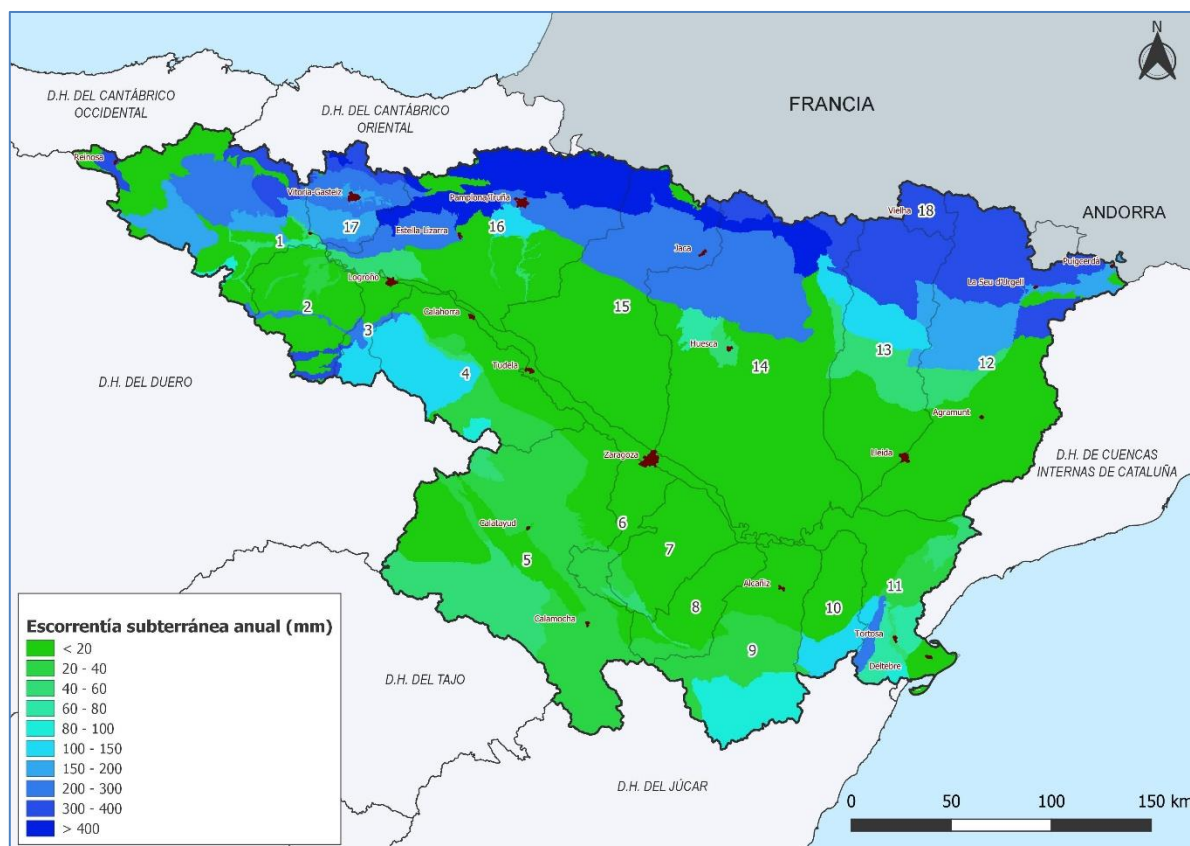 N
D.H. DEL CANTÁBRICO
OCCIDENTAL
D.H. DEL CANTÁBRICO
ORIENTAL
FRANCIA
ANDORRA
Reinosa
Vitoria-Gasteiz
Pamplona/Iruña
Vielha
18
17
16
Estella-Lizarra
Puigcerdá
1
Jaca
La Seu d'Urgell
Logroño
2
15
Calahorra
3
Huesca
13
14
12
4
Tudela
D.H. DEL DUERO
Agramunt
Zaragoza
Lleida
D.H. DE CUENCAS
INTERNAS DE CATALUÑA
Calatayud
6
7
5
Alcañiz
11
8
10
Calamocha
Tortosa
9
Deltebre
D.H. DEL TAJO
D.H. DEL JÚCAR
Escorrentía subterránea anual (mm)
< 20
20 - 40
40 - 60
60 - 80
80 - 100
100 - 150
150 - 200
200 - 300
300 - 400
> 400
0 50 100 150 km